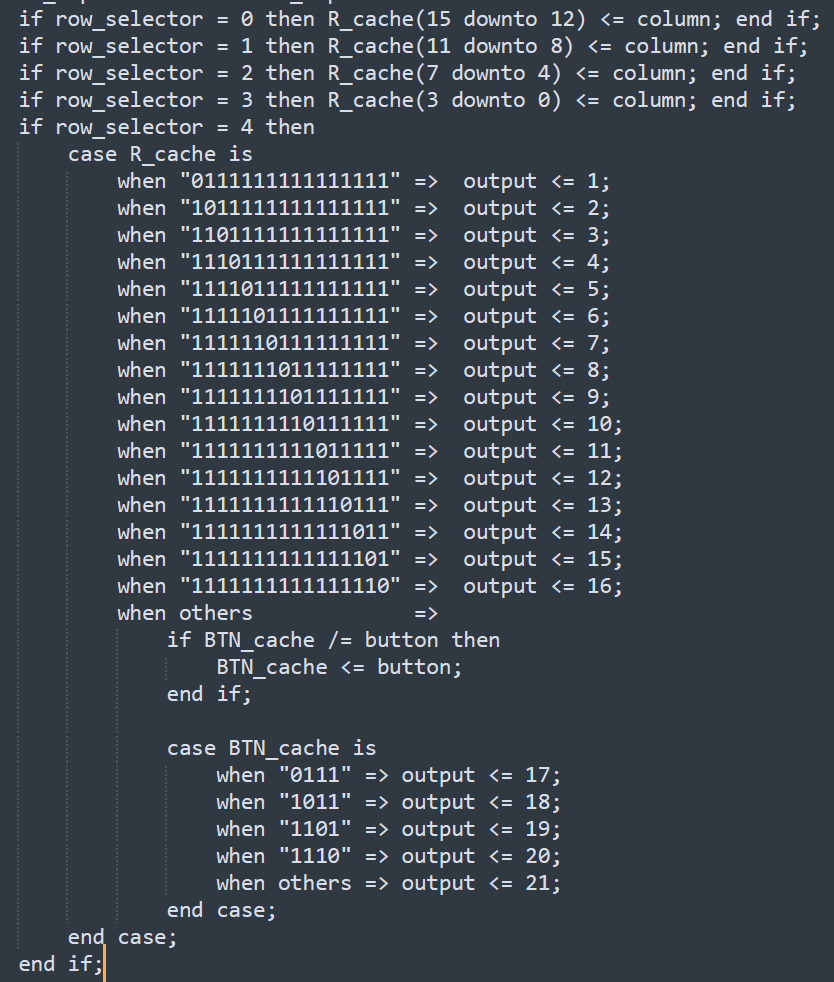 if row_selector = 0 then R_cache(15 downto 12) <= column; end if;
if row_selector = 1 then R_cache(11 downto 8) <= column; end if;
if row_selector = 2 then R_cache(7 downto 4) <= column; end if;
if row_selector = 3 then R_cache(3 downto 0) <= column; end if;
if row_selector = 4 then
    case R_cache is
        when "0111111111111111" =>  output <= 1;
        when "1011111111111111" =>  output <= 2;
        when "1101111111111111" =>  output <= 3;
        when "1110111111111111" =>  output <= 4;
        when "1111011111111111" =>  output <= 5;
        when "1111101111111111" =>  output <= 6;
        when "1111110111111111" =>  output <= 7;
        when "1111111011111111" =>  output <= 8;
        when "1111111101111111" =>  output <= 9;
        when "1111111110111111" =>  output <= 10;
        when "1111111111011111" =>  output <= 11;
        when "1111111111101111" =>  output <= 12;
        when "1111111111110111" =>  output <= 13;
        when "1111111111111011" =>  output <= 14;
        when "1111111111111101" =>  output <= 15;
        when "1111111111111110" =>  output <= 16;
        when others             =>
            if BTN_cache /= button then
                BTN_cache <= button;
            end if;

            case BTN_cache is
                when "0111" => output <= 17;
                when "1011" => output <= 18;
                when "1101" => output <= 19;
                when "1110" => output <= 20;
                when others => output <= 21;
            end case;
    end case;
end if;